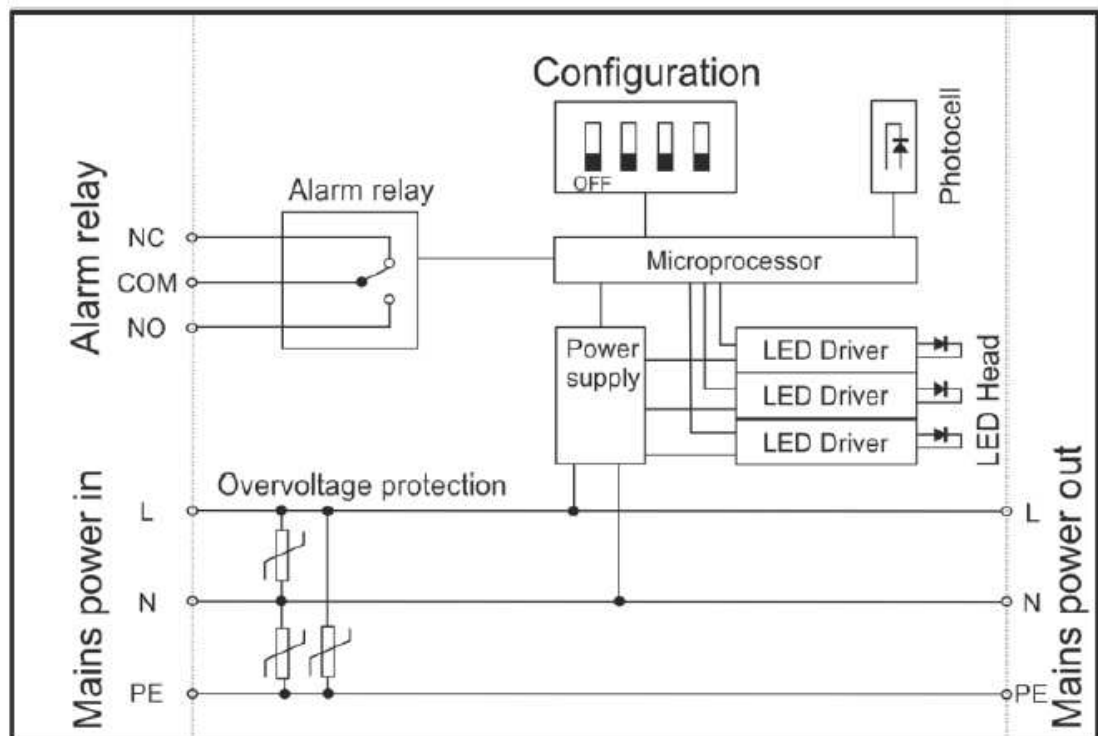 Configuration
OFF
Photocell
Alarm relay
Alarm relay
NC
COM
NO
Microprocessor
Power
supply
LED Driver
LED Driver
LED Driver
LED Head
Mains power in
Overvoltage protection
L
N
PE
L
N
PE
Mains power out